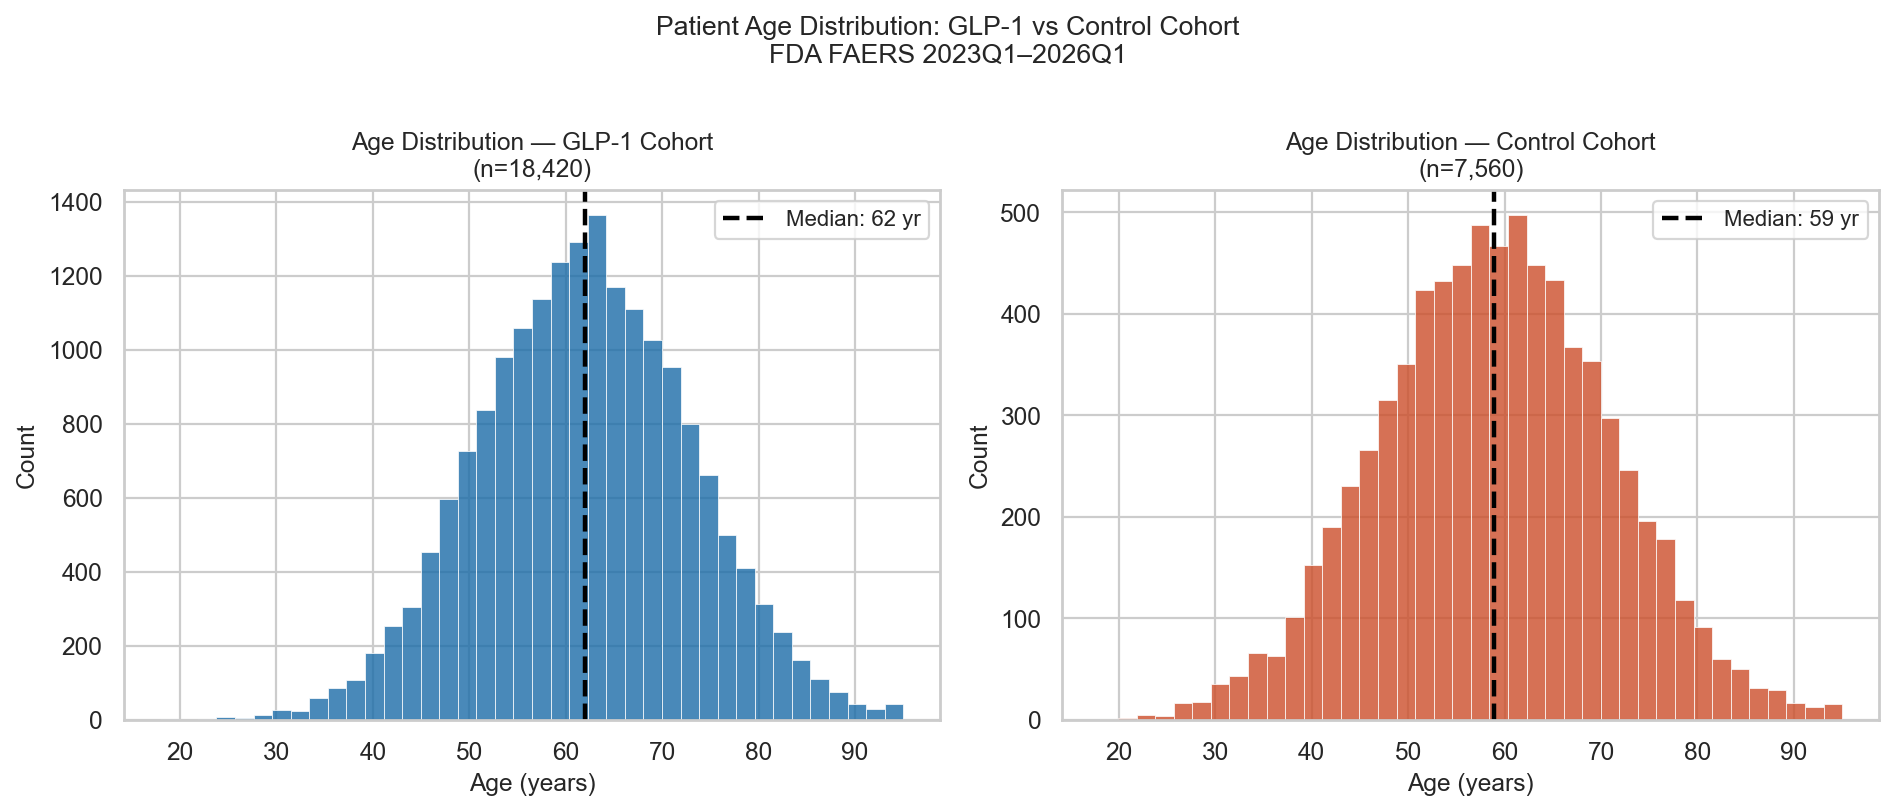 Patient Age Distribution: GLP-1 vs Control Cohort
FDA FAERS 2023Q1–2026Q1
Age Distribution — GLP-1 Cohort
(n=18,420)
Median: 62 yr
1400
1200
1000
800
600
400
200
0
Count
20 30 40 50 60 70 80 90
Age (years)
Age Distribution — Control Cohort
(n=7,560)
Median: 59 yr
500
400
300
200
100
0
Count
20 30 40 50 60 70 80 90
Age (years)